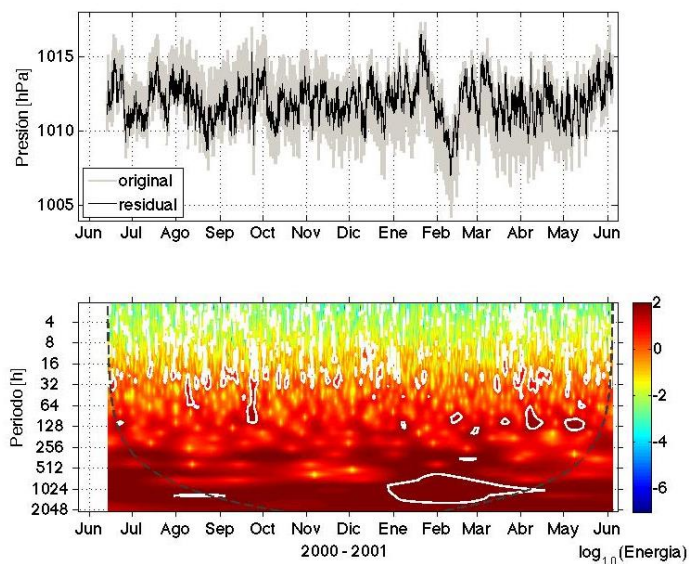 1015
1010
1005
Presión [hPa]
original
residual
Jun Jul Ago Sep Oct Nov Dic Ene Feb Mar Abr May Jun
4
8
16
32
64
128
256
512
1024
2048
Periodo [h]
Jun Jul Ago Sep Oct Nov Dic Ene Feb Mar Abr May Jun
2000 - 2001
2
0
-2
-4
-6
log10(Energia)